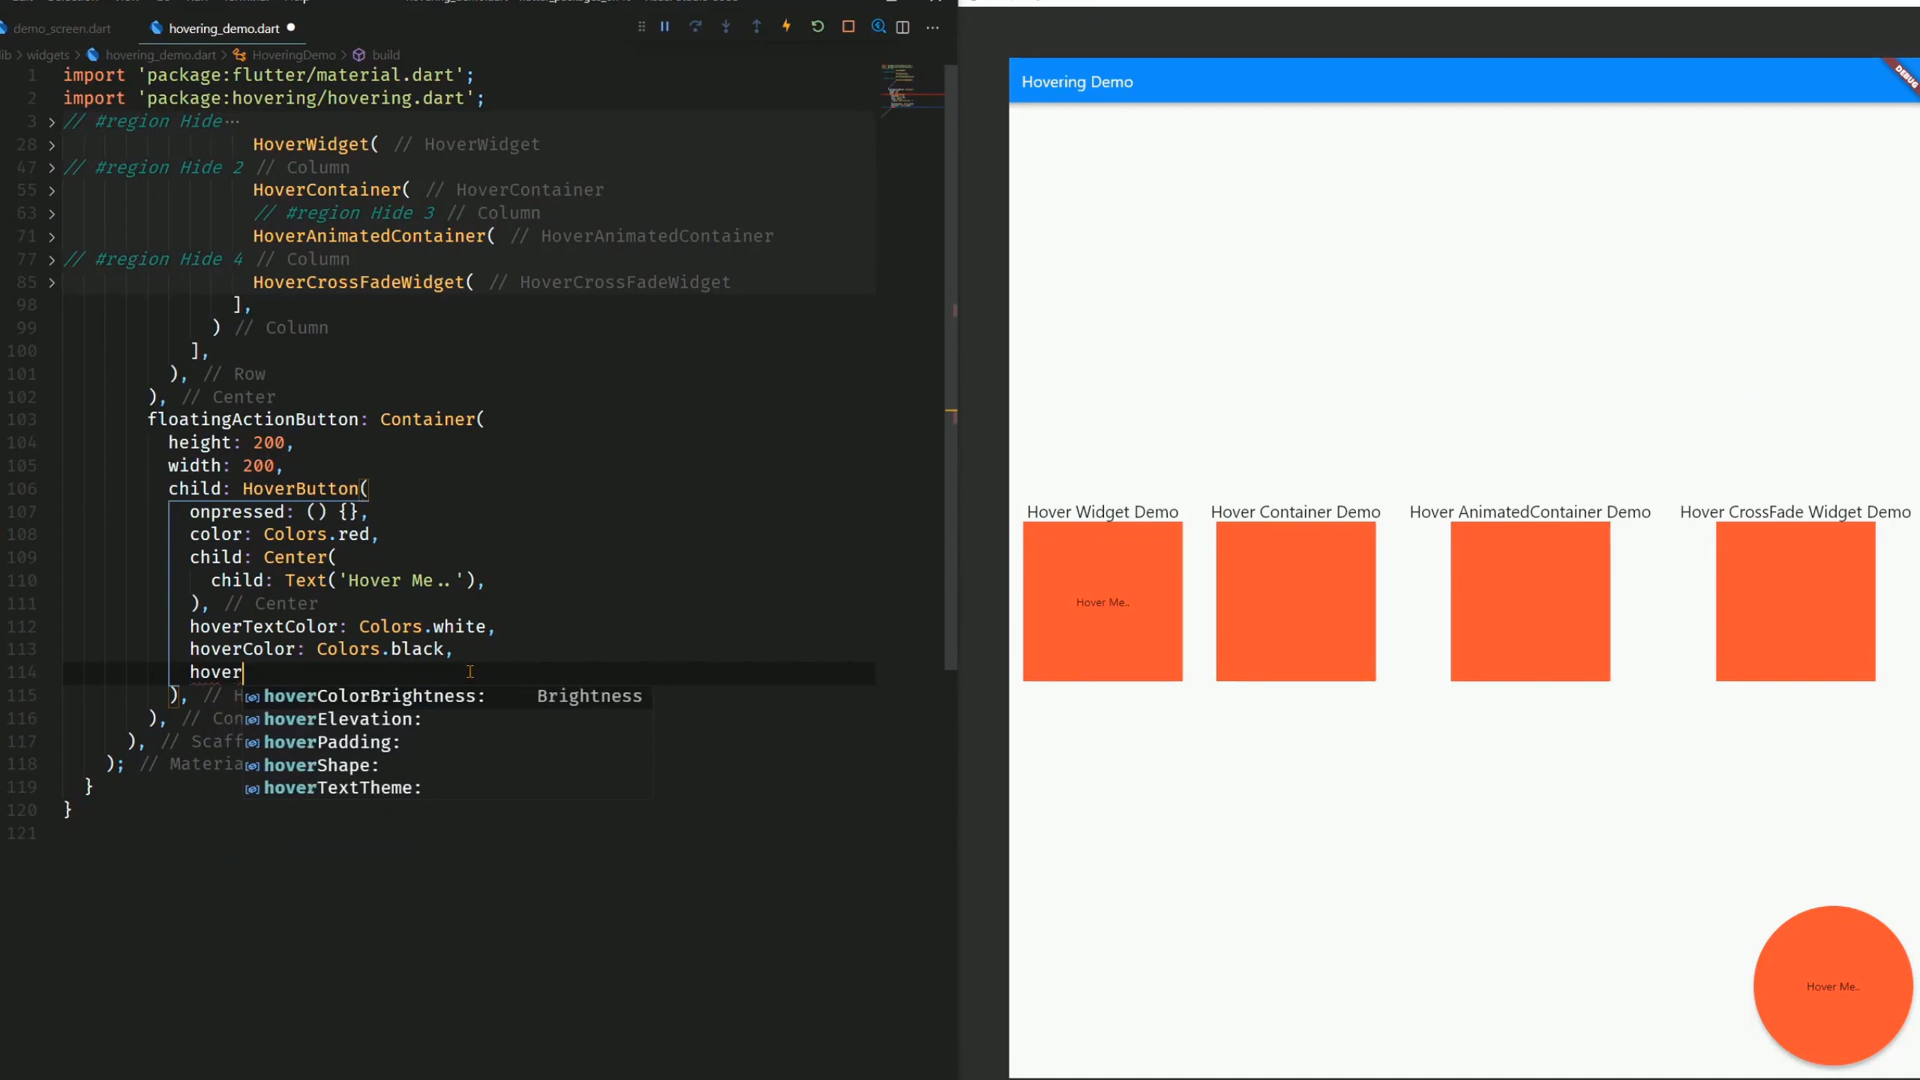 demo_screen.dart
hovering_demo.dart
lib > widgets > hovering_demo.dart > HoveringDemo > build
1 import 'package:flutter/material.dart';
2 import 'package:hovering/hovering.dart';
3 // #region Hide···
28 HoverWidget( // HoverWidget
47 // #region Hide 2 // Column
55 HoverContainer( // HoverContainer
63 // #region Hide 3 // Column
71 HoverAnimatedContainer( // HoverAnimatedContainer
77 // #region Hide 4 // Column
85 HoverCrossFadeWidget( // HoverCrossFadeWidget
98 ],
99 ) // Column
100 ],
101 ), // Row
102 ), // Center
103 floatingActionButton: Container(
104 height: 200,
105 width: 200,
106 child: HoverButton(
107 onpressed: () {},
108 color: Colors.red,
109 child: Center(
110 child: Text('Hover Me..'),
111 ), // Center
112 hoverTextColor: Colors.white,
113 hoverColor: Colors.black,
114 hover
115 ), // H
hoverColorBrightness: Brightness
116 ), // Con
hoverElevation:
hoverPadding:
117 ), // Scaff
118 ); // Materia
hoverShape:
119 }
hoverTextTheme:
120 }
121
Hovering Demo
DEBUG
Hover Widget Demo
Hover Container Demo
Hover AnimatedContainer Demo
Hover CrossFade Widget Demo
Hover Me..
Hover Me..